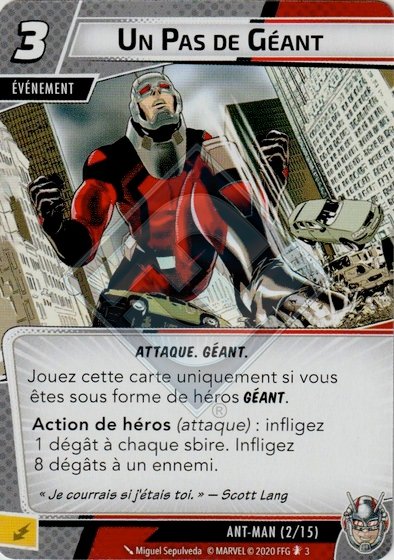 3
UN PAS DE GÉANT
ÉVÉNEMENT
ATTAQUE. GÉANT.
Jouez cette carte uniquement si vous
êtes sous forme de héros GÉANT.
Action de héros (attaque) : infligez
1 dégât à chaque sbire. Infligez
8 dégâts à un ennemi.
« Je courrais si j'étais toi. » — Scott Lang
ANT-MAN (2/15)
Miguel Sepulveda © MARVEL © 2020 FFG 3
®